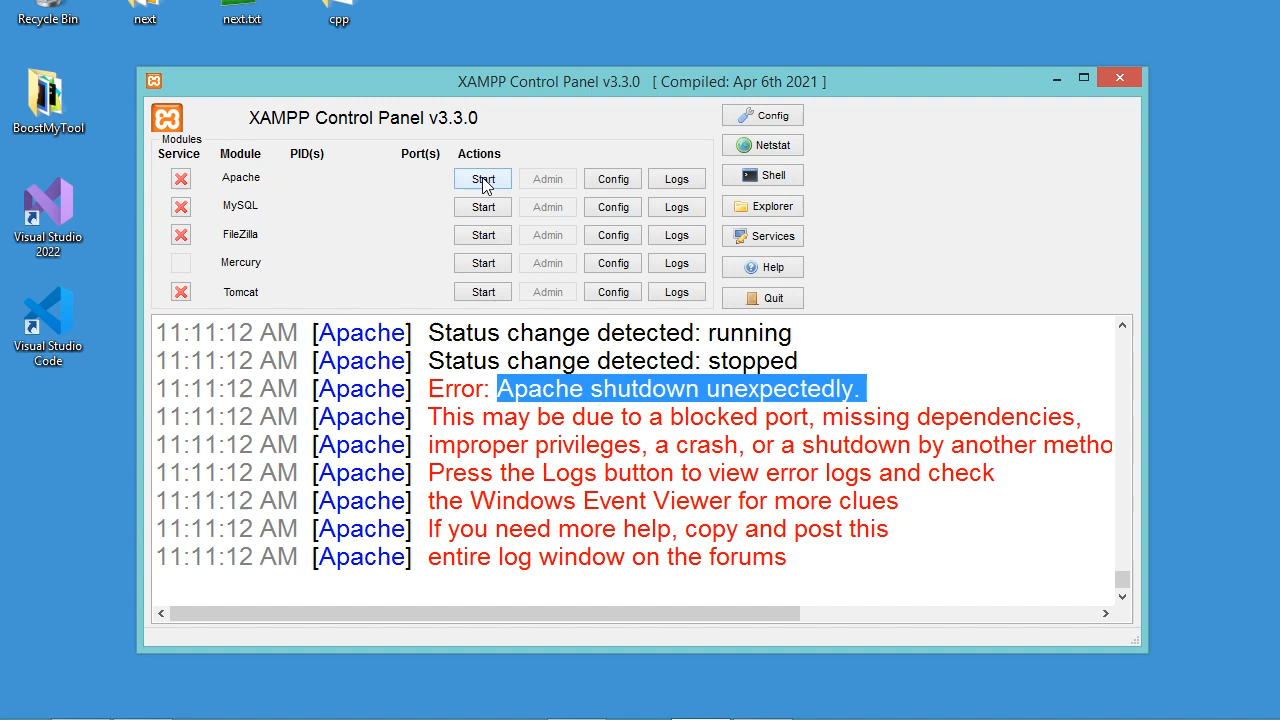 Recycle Bin
next
next.txt
cpp
BoostMyTool
Visual Studio
2022
Visual Studio
Code
XAMPP Control Panel v3.3.0 [ Compiled: Apr 6th 2021 ]
XAMPP Control Panel v3.3.0
Modules
Service Module PID(s) Port(s) Actions
Apache Start Admin Config Logs
MySQL Start Admin Config Logs
FileZilla Start Admin Config Logs
Mercury Start Admin Config Logs
Tomcat Start Admin Config Logs
Config
Netstat
Shell
Explorer
Services
Help
Quit
11:11:12 AM [Apache] Status change detected: running
11:11:12 AM [Apache] Status change detected: stopped
11:11:12 AM [Apache] Error: Apache shutdown unexpectedly.
11:11:12 AM [Apache] This may be due to a blocked port, missing dependencies,
11:11:12 AM [Apache] improper privileges, a crash, or a shutdown by another metho
11:11:12 AM [Apache] Press the Logs button to view error logs and check
11:11:12 AM [Apache] the Windows Event Viewer for more clues
11:11:12 AM [Apache] If you need more help, copy and post this
11:11:12 AM [Apache] entire log window on the forums